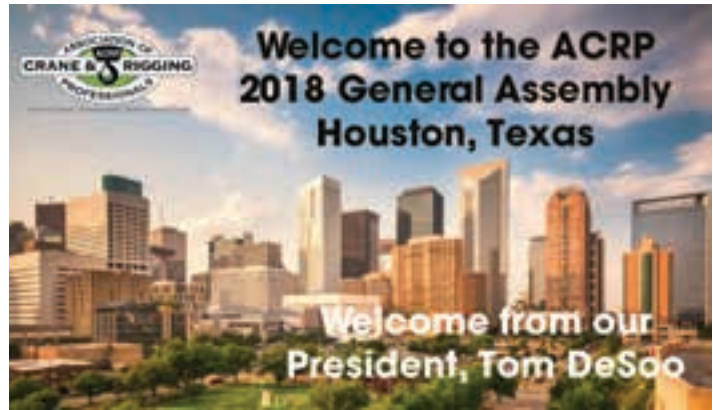 ASSOCIATION OF
CRANE & RIGGING
PROFESSIONALS
Welcome to the ACRP
2018 General Assembly
Houston, Texas
Welcome from our
President, Tom DeSoo